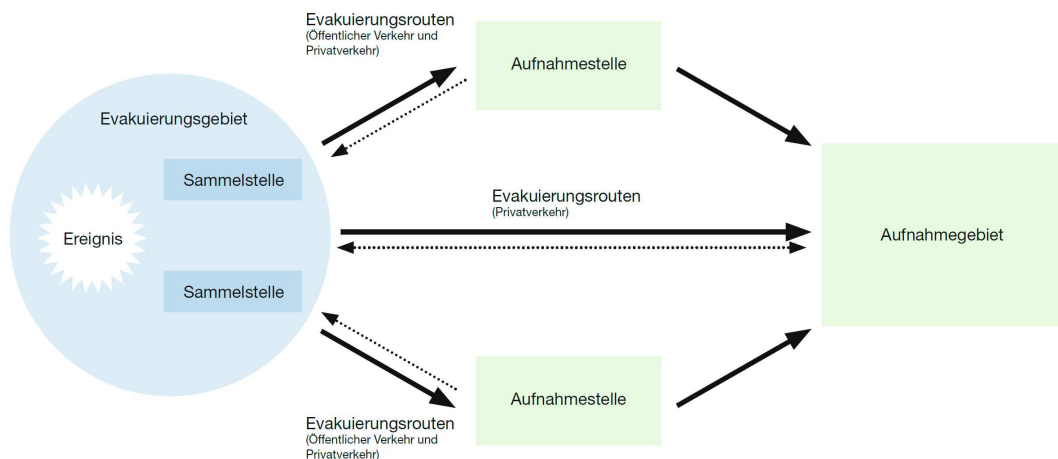 Evakuierungsrouten
(Öffentlicher Verkehr und
Privatverkehr)
Aufnahmestelle
Evakuierungsgebiet
Sammelstelle
Evakuierungsrouten
(Privatverkehr)
Ereignis
Aufnahmegebiet
Sammelstelle
Aufnahmestelle
Evakuierungsrouten
(Öffentlicher Verkehr und
Privatverkehr)